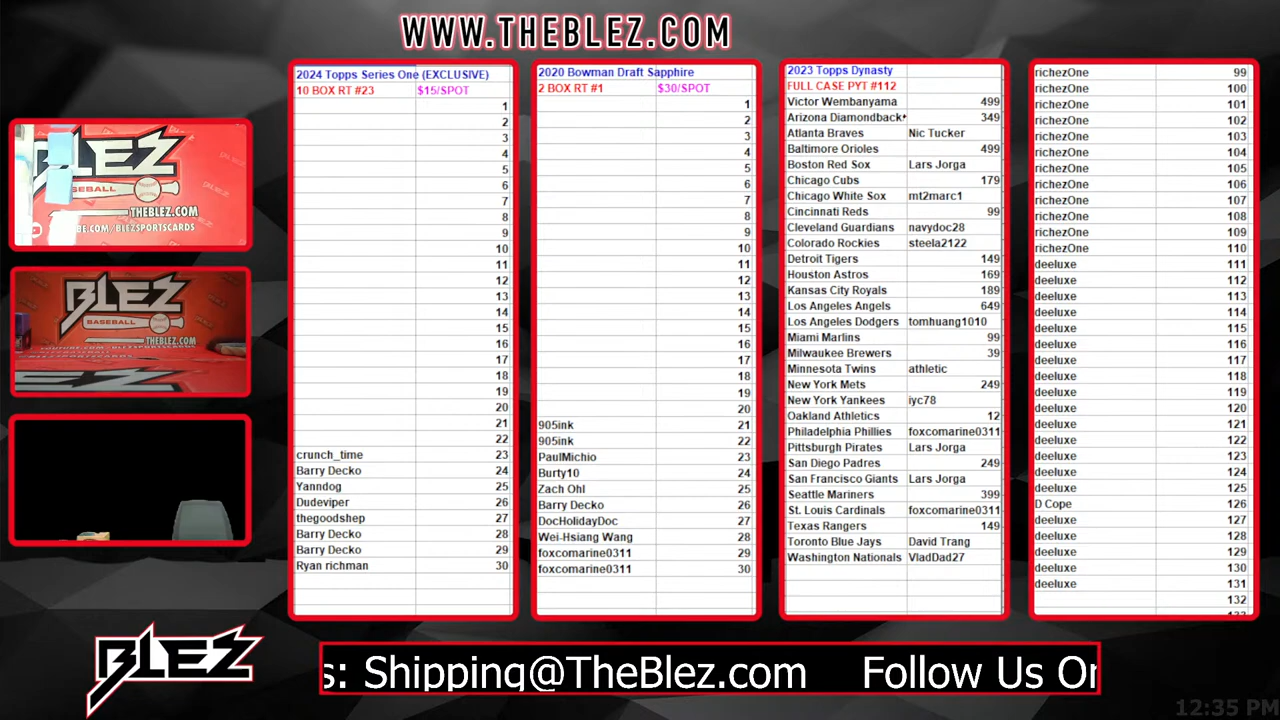 WWW.THEBLEZ.COM
BLEZ
BASEBALL
THEBLEZ.COM
BE.COM/BLEZSPORTSCARDS
BLEZ
BASEBALL
THEBLEZ.COM
2024 Topps Series One (EXCLUSIVE)
10 BOX RT #23 $15/SPOT
1
2
3
4
5
6
7
8
9
10
11
12
13
14
15
16
17
18
19
20
21
22
crunch_time 23
Barry Decko 24
Yanndog 25
Dudeviper 26
thegoodshep 27
Barry Decko 28
Barry Decko 29
Ryan richman 30
2020 Bowman Draft Sapphire
2 BOX RT #1 $30/SPOT
1
2
3
4
5
6
7
8
9
10
11
12
13
14
15
16
17
18
19
20
905ink 21
905ink 22
PaulMichio 23
Burty10 24
Zach Ohl 25
Barry Decko 26
DocHolidayDoc 27
Wei-Hsiang Wang 28
foxcomarine0311 29
foxcomarine0311 30
2023 Topps Dynasty
FULL CASE PYT #112
Victor Wembanyama 499
Arizona Diamondback 349
Atlanta Braves Nic Tucker
Baltimore Orioles 499
Boston Red Sox Lars Jorga
Chicago Cubs 179
Chicago White Sox mt2marc1
Cincinnati Reds 99
Cleveland Guardians navydoc28
Colorado Rockies steela2122
Detroit Tigers 149
Houston Astros 169
Kansas City Royals 189
Los Angeles Angels 649
Los Angeles Dodgers tomhuang1010
Miami Marlins 99
Milwaukee Brewers 39
Minnesota Twins athletic
New York Mets 249
New York Yankees iyc78
Oakland Athletics 12
Philadelphia Phillies foxcomarine0311
Pittsburgh Pirates Lars Jorga
San Diego Padres 249
San Francisco Giants Lars Jorga
Seattle Mariners 399
St. Louis Cardinals foxcomarine0311
Texas Rangers 149
Toronto Blue Jays David Trang
Washington Nationals VladDad27
richezOne 99
richezOne 100
richezOne 101
richezOne 102
richezOne 103
richezOne 104
richezOne 105
richezOne 106
richezOne 107
richezOne 108
richezOne 109
richezOne 110
deeluxe 111
deeluxe 112
deeluxe 113
deeluxe 114
deeluxe 115
deeluxe 116
deeluxe 117
deeluxe 118
deeluxe 119
deeluxe 120
deeluxe 121
deeluxe 122
deeluxe 123
deeluxe 124
deeluxe 125
D Cope 126
deeluxe 127
deeluxe 128
deeluxe 129
deeluxe 130
deeluxe 131
132
BLEZ
s: Shipping@TheBlez.com Follow Us On
12:35 PM